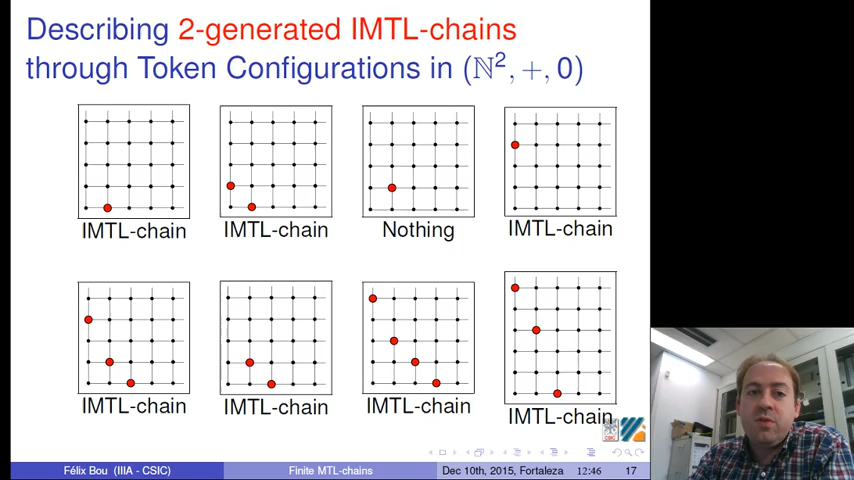 Describing 2-generated IMTL-chains
through Token Configurations in (ℕ², +, 0)
IMTL-chain IMTL-chain Nothing IMTL-chain
IMTL-chain IMTL-chain IMTL-chain IMTL-chain
CSIC
Félix Bou (IIIA - CSIC) Finite MTL-chains Dec 10th, 2015, Fortaleza 12:46 17